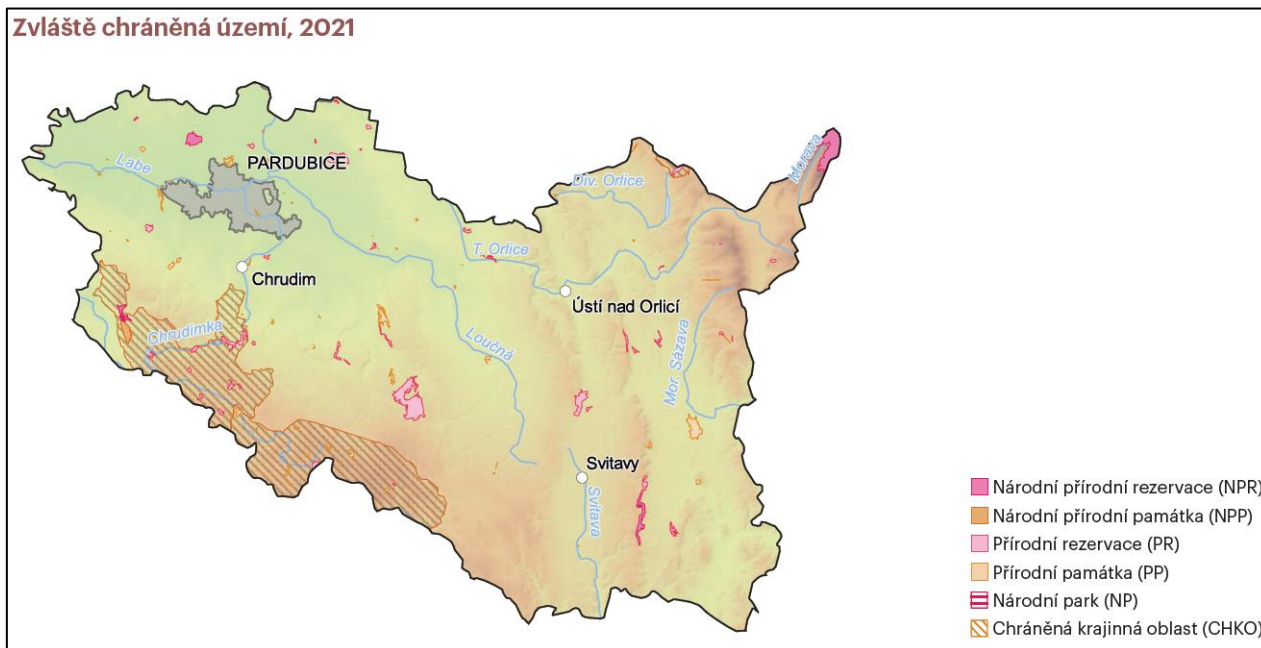 Zvláště chráněná území, 2021
Morava
Labe
PARDUBICE
Div. Orlice
T. Orlice
Chrudim
Ústí nad Orlicí
Chrudimka
Loučná
Mor. Sázava
Svitavy
Svitava
Národní přírodní rezervace (NPR)
Národní přírodní památka (NPP)
Přírodní rezervace (PR)
Přírodní památka (PP)
Národní park (NP)
Chráněná krajinná oblast (CHKO)